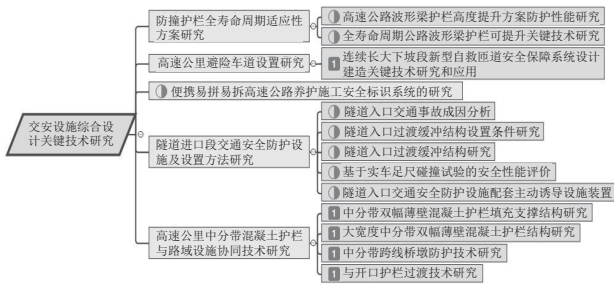 交安设施综合设
计关键技术研究
防撞护栏全寿命周期适应性
方案研究
高速公路波形梁护栏高度提升方案防护性能研究
全寿命周期公路波形梁护栏可提升关键技术研究
高速公里避险车道设置研究
1 连续长大下坡段新型自救匝道安全保障系统设计
建造关键技术研究和应用
便携易拼易拆高速公路养护施工安全标识系统的研究
隧道进口段交通安全防护设
施及设置方法研究
隧道入口交通事故成因分析
隧道入口过渡缓冲结构设置条件研究
隧道入口过渡缓冲结构研究
基于实车足尺碰撞试验的安全性能评价
隧道入口交通安全防护设施配套主动诱导设施装置
高速公里中分带混凝土护栏
与路域设施协同技术研究
1 中分带双幅薄壁混凝土护栏填充支撑结构研究
1 大宽度中分带双幅薄壁混凝土护栏结构研究
1 中分带跨线桥墩防护技术研究
1 与开口护栏过渡技术研究